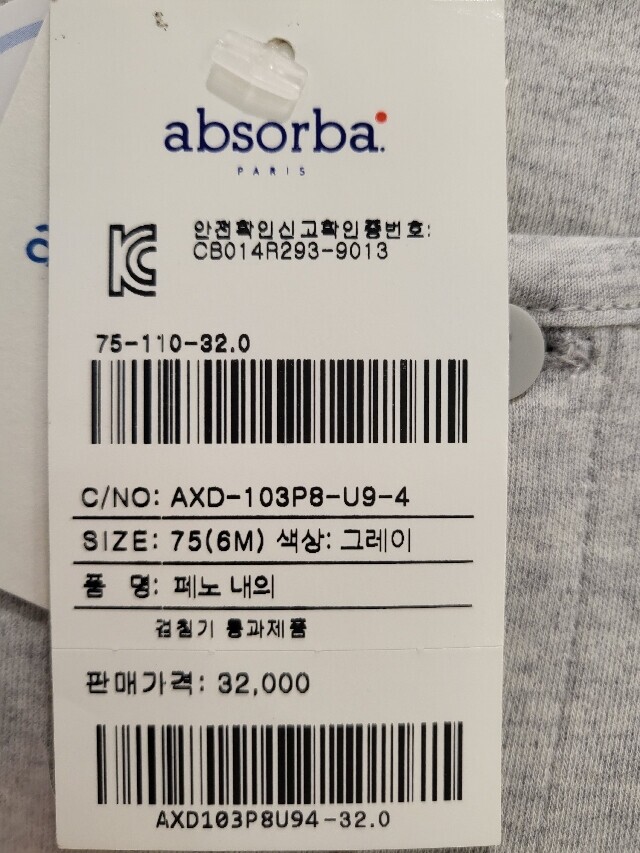 absorba.
PARIS
안전확인신고확인증번호:
CB014R293-9013
75-110-32.0
C/NO: AXD-103P8-U9-4
SIZE: 75(6M) 색상: 그레이
품 명: 페노 내의
검침기 통과제품
판매가격: 32,000
AXD103P8U94-32.0